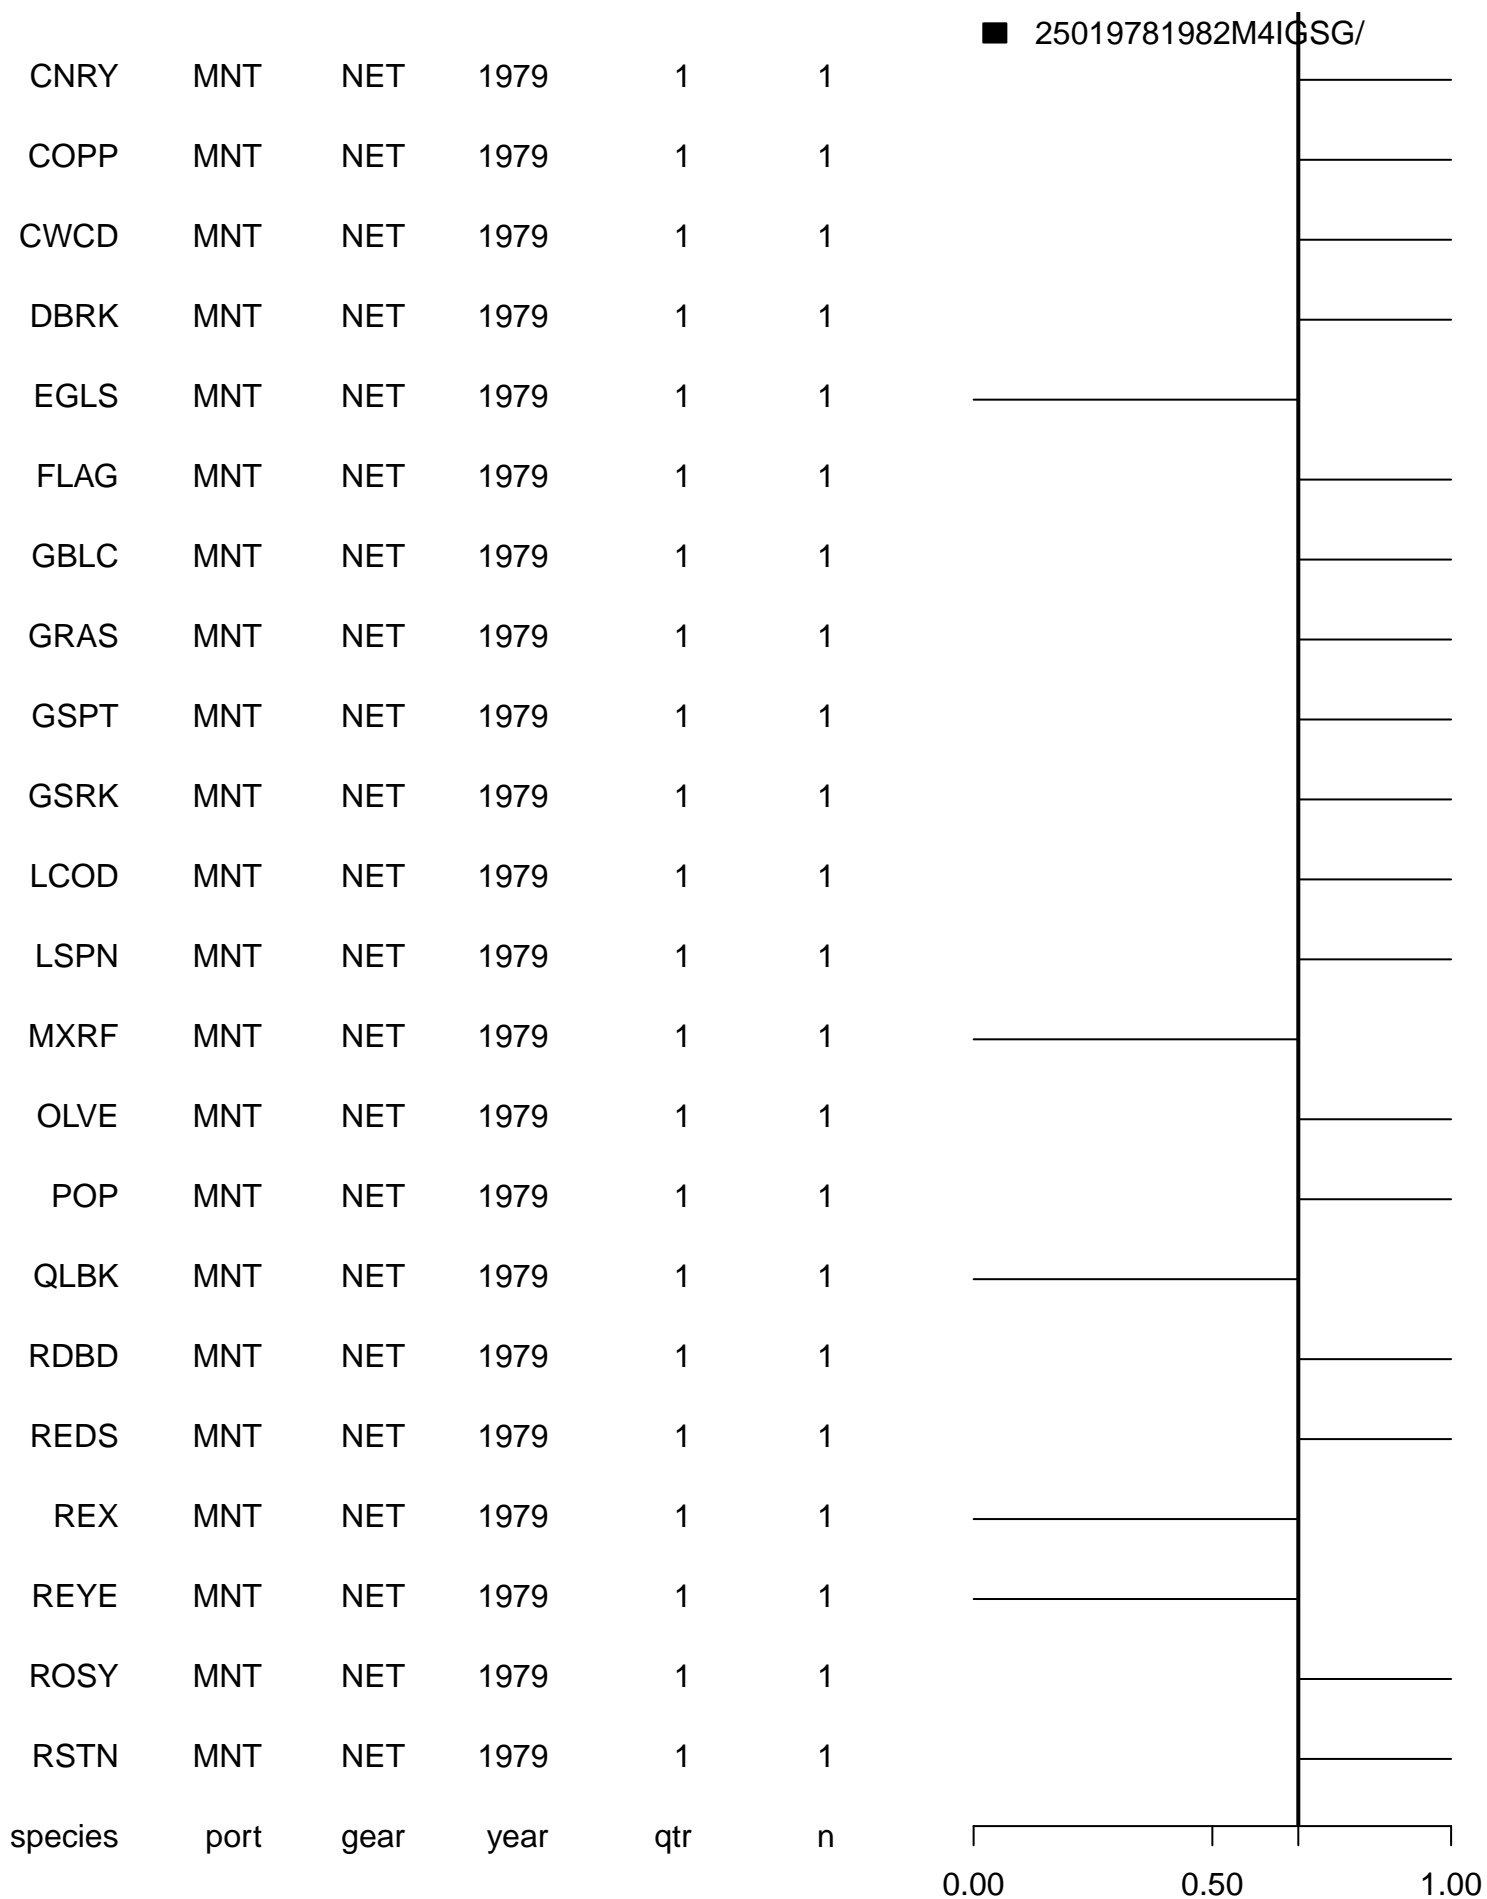 25019781982M4IGSG/
CNRY MNT NET 1979 1 1
COPP MNT NET 1979 1 1
CWCD MNT NET 1979 1 1
DBRK MNT NET 1979 1 1
EGLS MNT NET 1979 1 1
FLAG MNT NET 1979 1 1
GBLC MNT NET 1979 1 1
GRAS MNT NET 1979 1 1
GSPT MNT NET 1979 1 1
GSRK MNT NET 1979 1 1
LCOD MNT NET 1979 1 1
LSPN MNT NET 1979 1 1
MXRF MNT NET 1979 1 1
OLVE MNT NET 1979 1 1
POP MNT NET 1979 1 1
QLBK MNT NET 1979 1 1
RDBD MNT NET 1979 1 1
REDS MNT NET 1979 1 1
REX MNT NET 1979 1 1
REYE MNT NET 1979 1 1
ROSY MNT NET 1979 1 1
RSTN MNT NET 1979 1 1
species port gear year qtr n
0.00 0.50 1.00